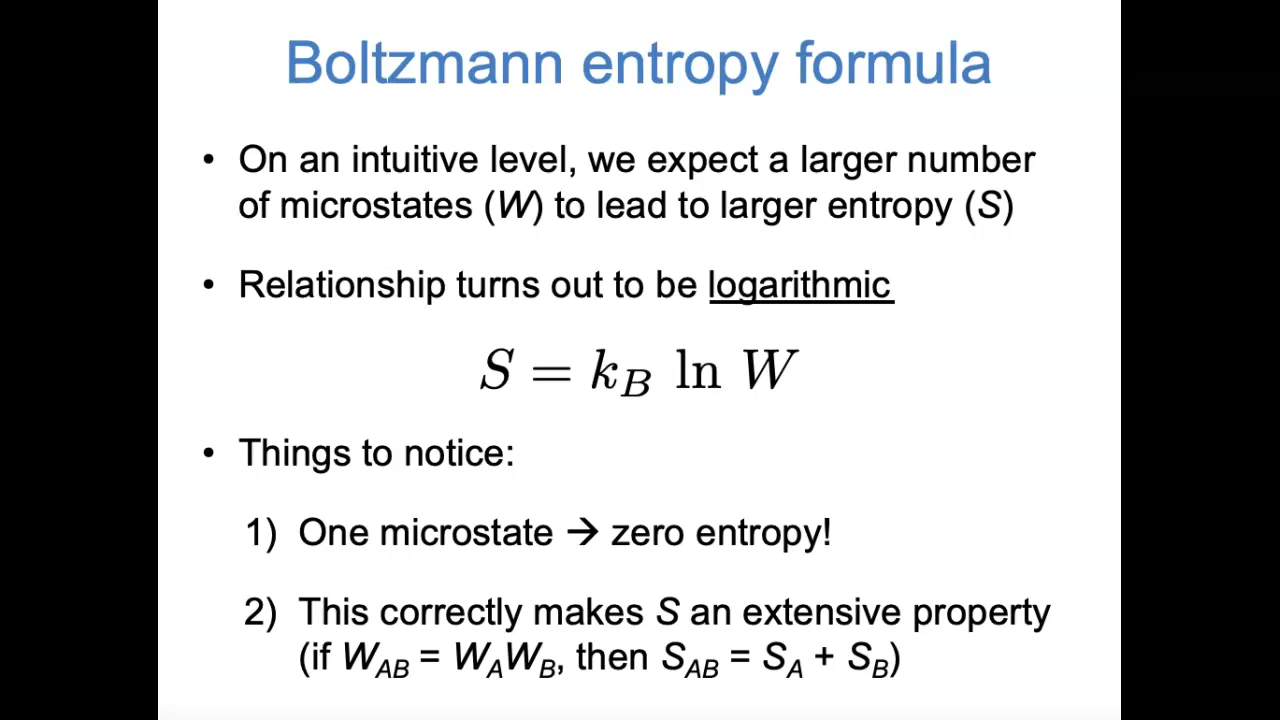 Boltzmann entropy formula
• On an intuitive level, we expect a larger number
of microstates (W) to lead to larger entropy (S)
• Relationship turns out to be logarithmic
S = k_B ln W
• Things to notice:
1) One microstate → zero entropy!
2) This correctly makes S an extensive property
(if W_AB = W_AW_B, then S_AB = S_A + S_B)